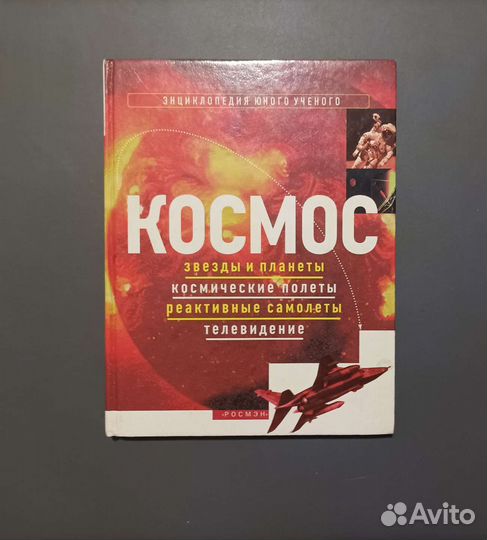 ЭНЦИКЛОПЕДИЯ ЮНОГО УЧЕНОГО
КОСМОС
звезды и планеты
космические полеты
реактивные самолеты
телевидение
«РОСМЭН»
Avito